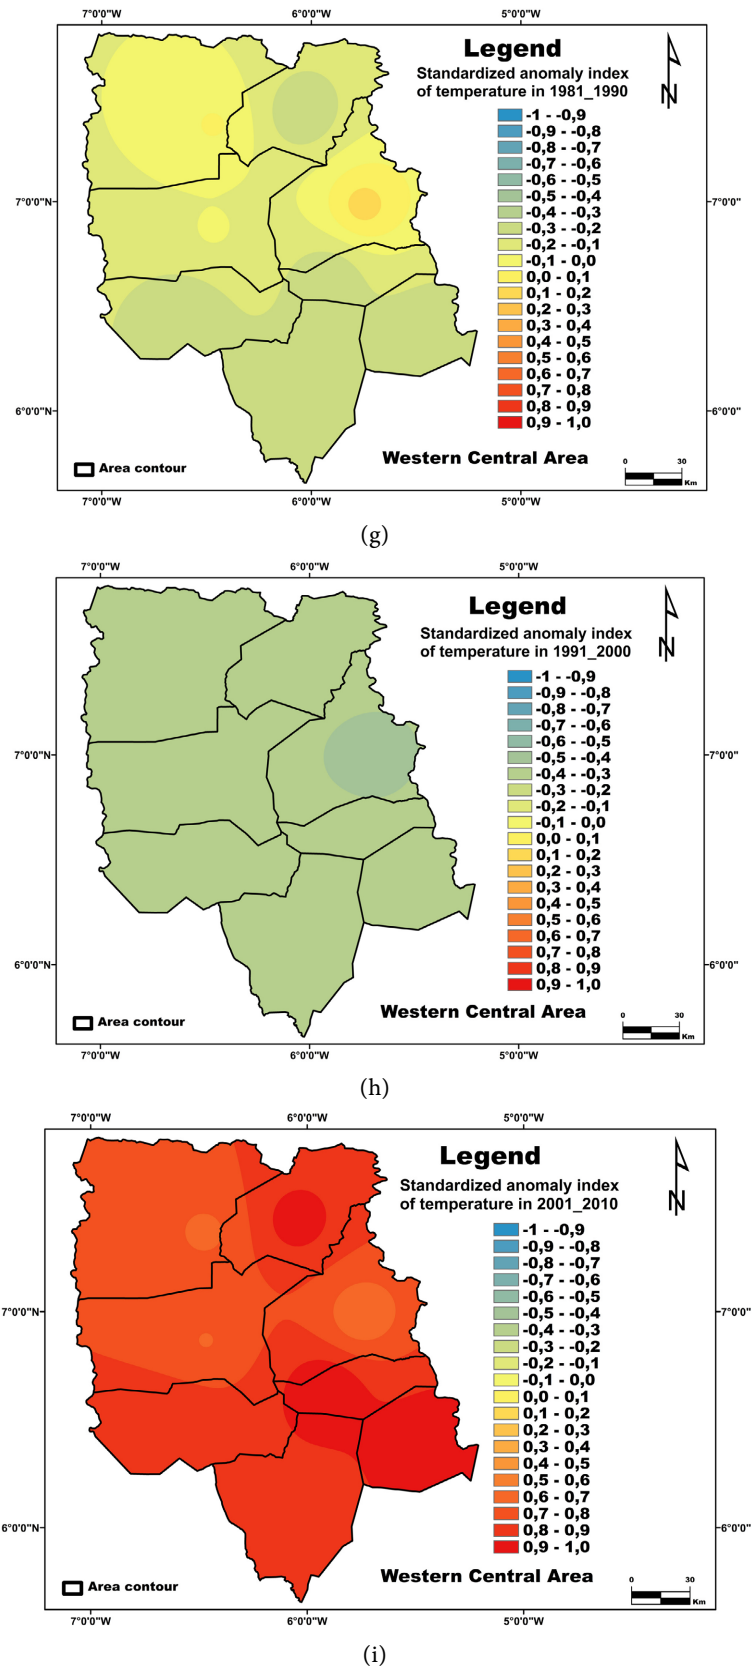 7°0'0"W 6°0'0"W 5°0'0"W
Legend
Standardized anomaly index
of temperature in 1981_1990
N
-1 - -0,9
-0,9 - -0,8
-0,8 - -0,7
-0,7 - -0,6
-0,6 - -0,5
-0,5 - -0,4
-0,4 - -0,3
-0,3 - -0,2
-0,2 - -0,1
-0,1 - 0,0
0,0 - 0,1
0,1 - 0,2
0,2 - 0,3
0,3 - 0,4
0,4 - 0,5
0,5 - 0,6
0,6 - 0,7
0,7 - 0,8
0,8 - 0,9
0,9 - 1,0
7°0'0"N 7°0'0"
6°0'0"N 6°0'0"
Western Central Area
Area contour
0 30
Km
7°0'0"W 6°0'0"W 5°0'0"W
(g)
7°0'0"W 6°0'0"W 5°0'0"W
Legend
Standardized anomaly index
of temperature in 1991_2000
N
-1 - -0,9
-0,9 - -0,8
-0,8 - -0,7
-0,7 - -0,6
-0,6 - -0,5
-0,5 - -0,4
-0,4 - -0,3
-0,3 - -0,2
-0,2 - -0,1
-0,1 - 0,0
0,0 - 0,1
0,1 - 0,2
0,2 - 0,3
0,3 - 0,4
0,4 - 0,5
0,5 - 0,6
0,6 - 0,7
0,7 - 0,8
0,8 - 0,9
0,9 - 1,0
7°0'0"N 7°0'0"
6°0'0"N 6°0'0"
Western Central Area
Area contour
0 30
Km
7°0'0"W 6°0'0"W 5°0'0"W
(h)
7°0'0"W 6°0'0"W 5°0'0"W
Legend
Standardized anomaly index
of temperature in 2001_2010
N
-1 - -0,9
-0,9 - -0,8
-0,8 - -0,7
-0,7 - -0,6
-0,6 - -0,5
-0,5 - -0,4
-0,4 - -0,3
-0,3 - -0,2
-0,2 - -0,1
-0,1 - 0,0
0,0 - 0,1
0,1 - 0,2
0,2 - 0,3
0,3 - 0,4
0,4 - 0,5
0,5 - 0,6
0,6 - 0,7
0,7 - 0,8
0,8 - 0,9
0,9 - 1,0
7°0'0"N 7°0'0"
6°0'0"N 6°0'0"
Western Central Area
Area contour
0 30
Km
7°0'0"W 6°0'0"W 5°0'0"W
(i)